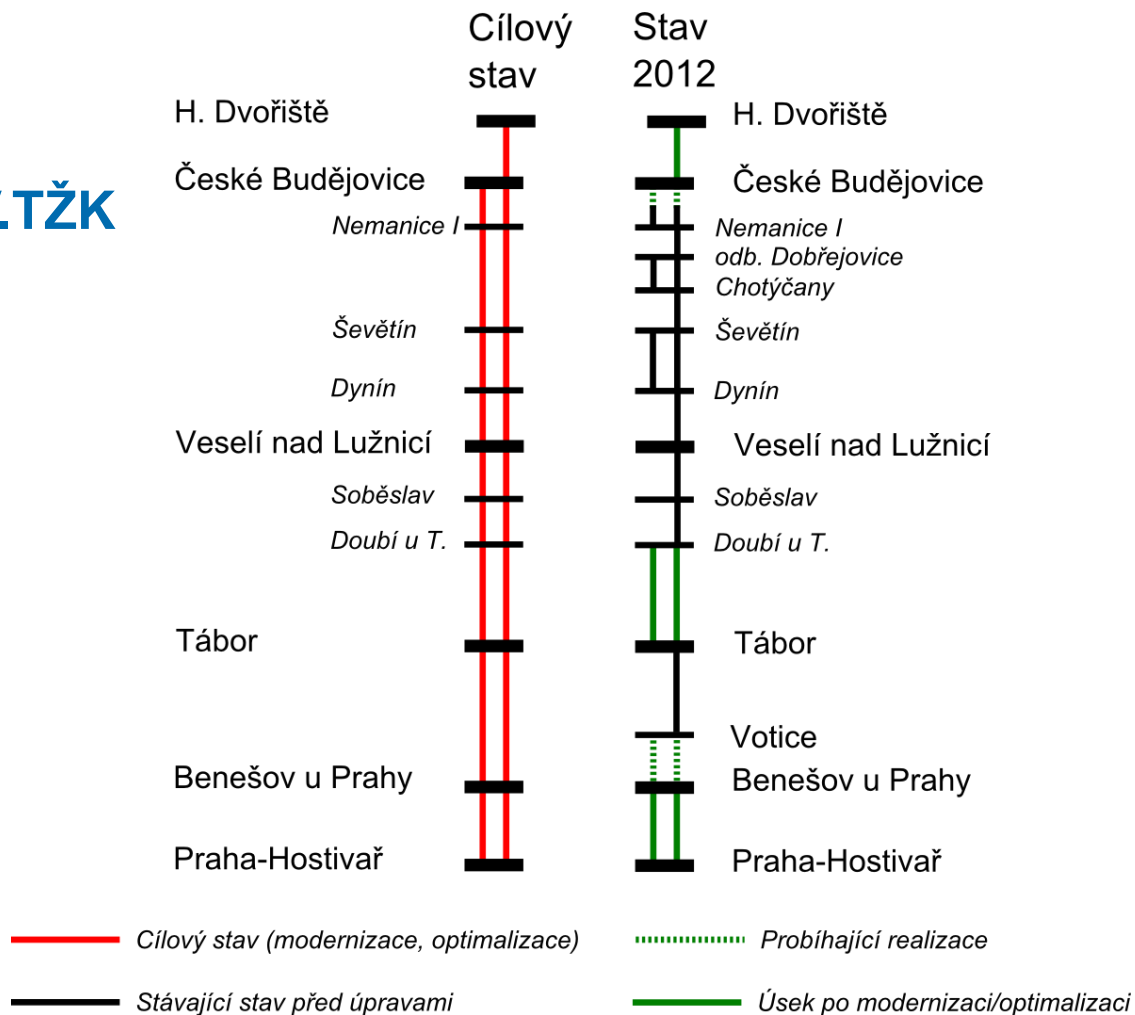 Cílový
stav
Stav
2012
.TŽK
H. Dvořiště
České Budějovice
Nemanice I
Ševětín
Dynín
Veselí nad Lužnicí
Soběslav
Doubí u T.
Tábor
Benešov u Prahy
Praha-Hostivař
H. Dvořiště
České Budějovice
Nemanice I
odb. Dobřejovice
Chotýčany
Ševětín
Dynín
Veselí nad Lužnicí
Soběslav
Doubí u T.
Tábor
Votice
Benešov u Prahy
Praha-Hostivař
Cílový stav (modernizace, optimalizace)
Probíhající realizace
Stávající stav před úpravami
Úsek po modernizaci/optimalizaci